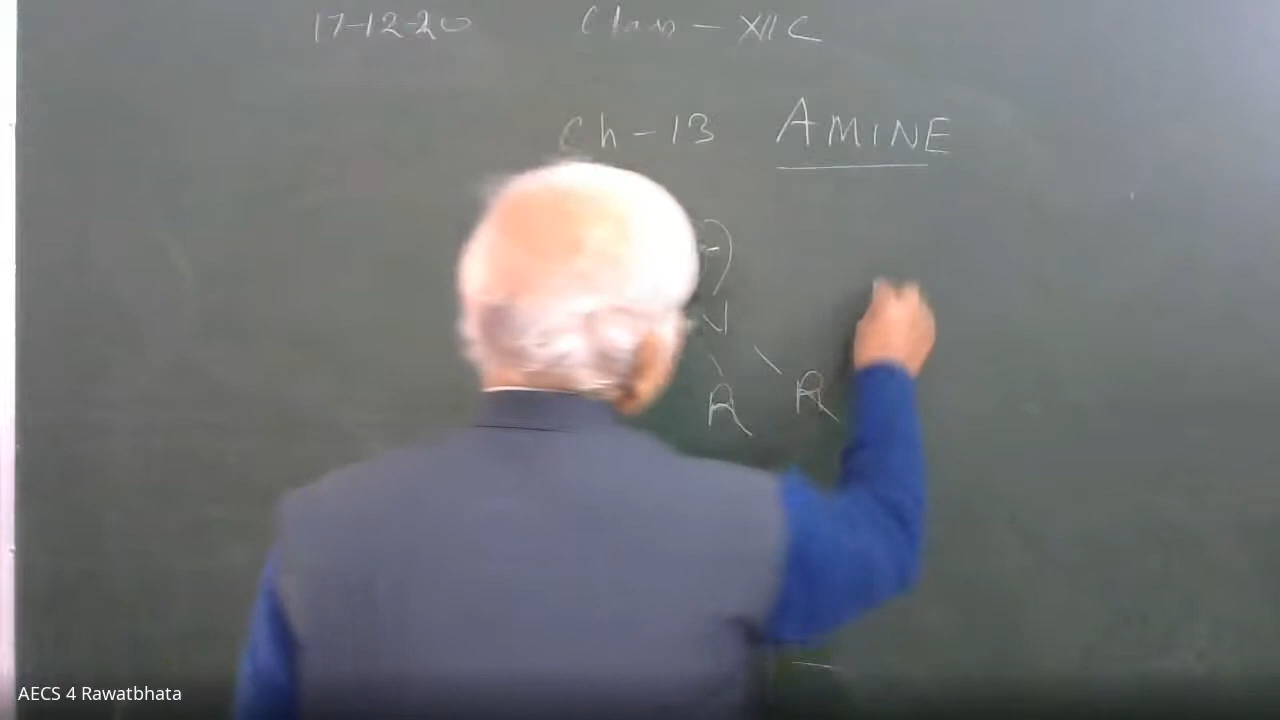 17-12-20 Class - XII C
Ch - 13 AMINE
N
R R
AECS 4 Rawatbhata